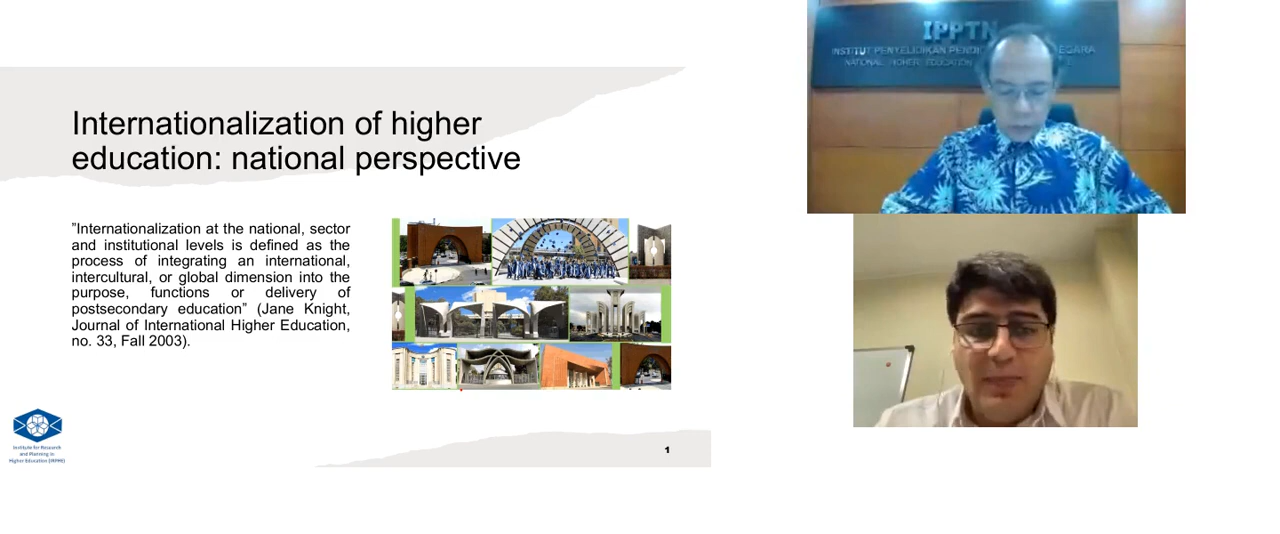 Internationalization of higher
education: national perspective
”Internationalization at the national, sector
and institutional levels is defined as the
process of integrating an international,
intercultural, or global dimension into the
purpose, functions or delivery of
postsecondary education” (Jane Knight,
Journal of International Higher Education,
no. 33, Fall 2003).
Institute for Research
and Planning in
Higher Education (IRPHE)
1
IPPTN
INSTITUT PENYELIDIKAN PENDI
EGARA
NATIONAL HIGHER EDUCATION